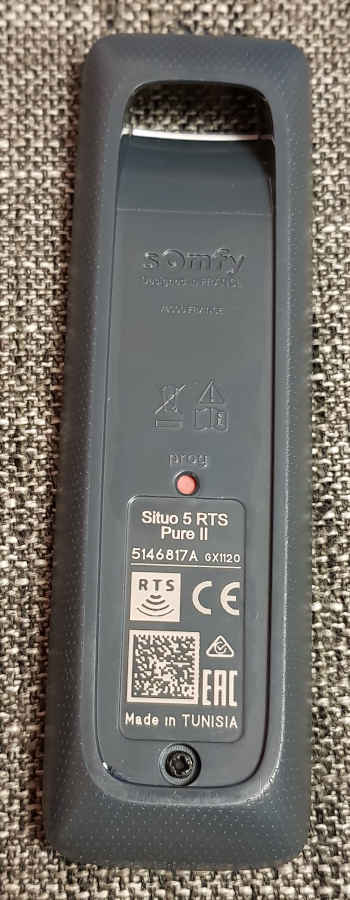 somfy
Designed in FRANCE
prog
Situo 5 RTS
Pure II
5146817A GX1120
RTS
CE
EAC
Made in TUNISIA